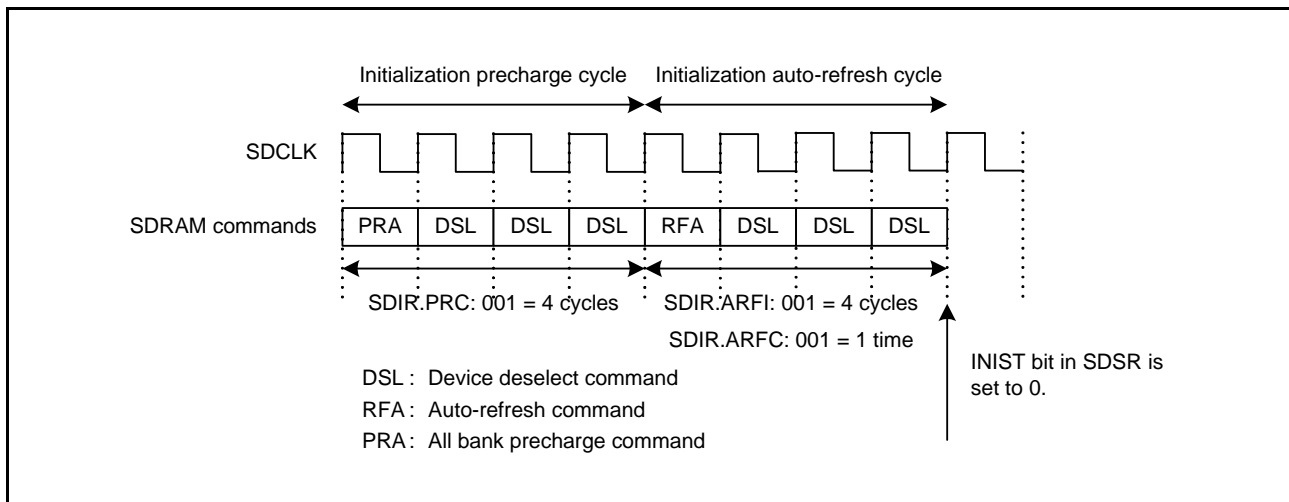 Initialization precharge cycle Initialization auto-refresh cycle
SDCLK
SDRAM commands PRA DSL DSL DSL RFA DSL DSL DSL
SDIR.PRC: 001 = 4 cycles SDIR.ARFI: 001 = 4 cycles
SDIR.ARFC: 001 = 1 time
INIST bit in SDSR is
set to 0.
DSL : Device deselect command
RFA : Auto-refresh command
PRA : All bank precharge command